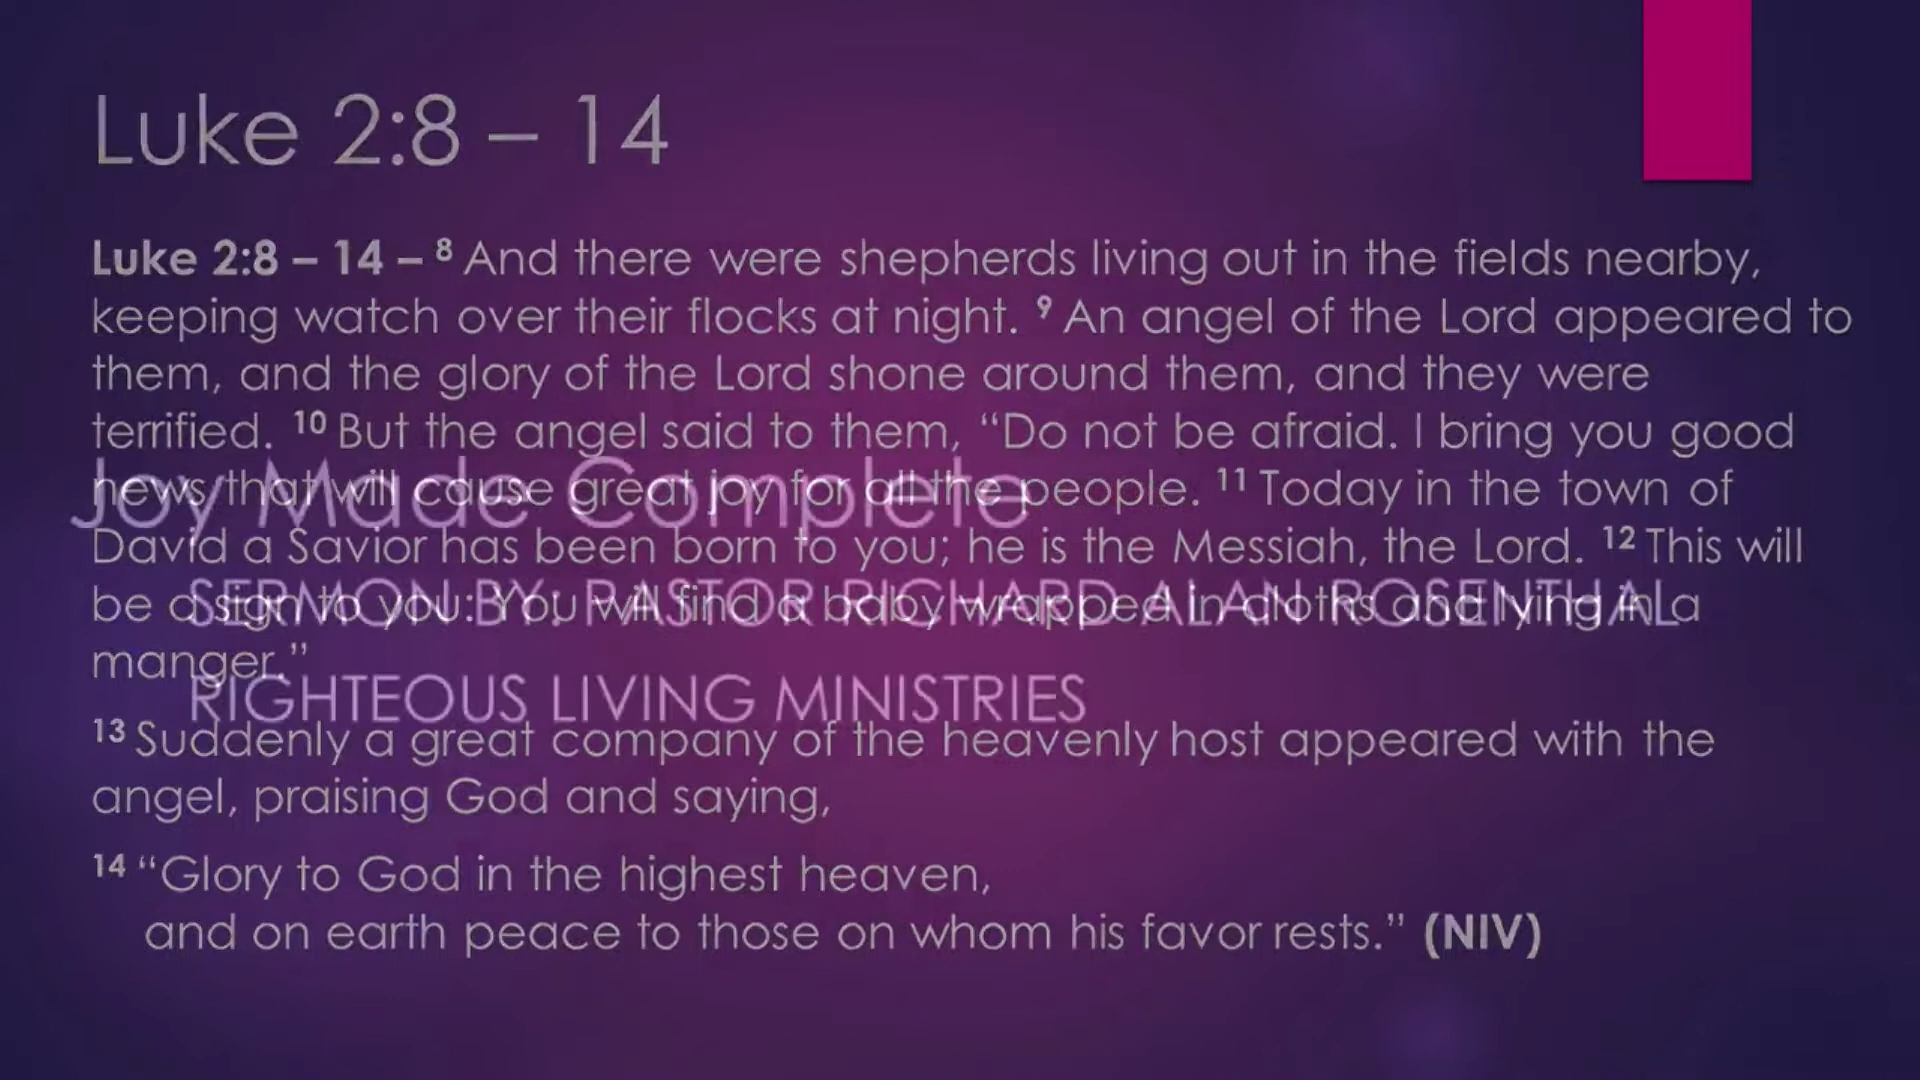 Luke 2:8 – 14
Luke 2:8 – 14 – 8 And there were shepherds living out in the fields nearby,
keeping watch over their flocks at night. 9 An angel of the Lord appeared to
them, and the glory of the Lord shone around them, and they were
terrified. 10 But the angel said to them, “Do not be afraid. I bring you good
news that will cause great joy for all the people. 11 Today in the town of
Joy Made Complete
David a Savior has been born to you; he is the Messiah, the Lord. 12 This will
be a sign to you: You will find a baby wrapped in cloths and lying in a
SERMON BY: PASTOR RICHARD ALAN ROSENTHAL
manger.”
RIGHTEOUS LIVING MINISTRIES
13 Suddenly a great company of the heavenly host appeared with the
angel, praising God and saying,
14 “Glory to God in the highest heaven,
and on earth peace to those on whom his favor rests.” (NIV)